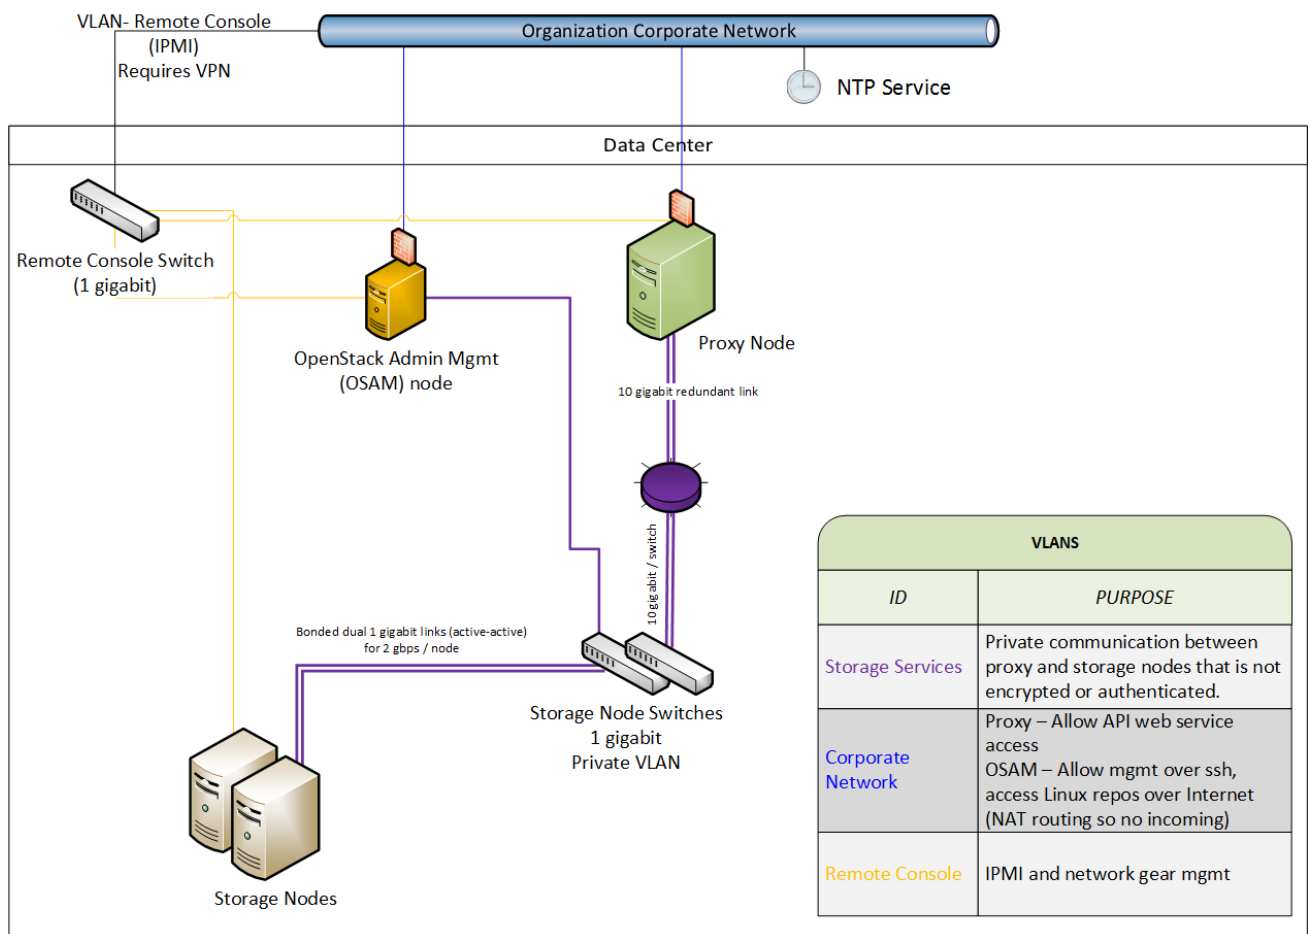 VLAN- Remote Console
(IPMI)
Requires VPN
Organization Corporate Network
NTP Service
Data Center
Remote Console Switch
(1 gigabit)
OpenStack Admin Mgmt
(OSAM) node
Proxy Node
10 gigabit redundant link
10 gigabit / switch
Bonded dual 1 gigabit links (active-active)
for 2 gbps / node
Storage Node Switches
1 gigabit
Private VLAN
Storage Nodes
VLANS
ID
PURPOSE
Storage Services
Private communication between
proxy and storage nodes that is not
encrypted or authenticated.
Corporate
Network
Proxy – Allow API web service
access
OSAM – Allow mgmt over ssh,
access Linux repos over Internet
(NAT routing so no incoming)
Remote Console
IPMI and network gear mgmt